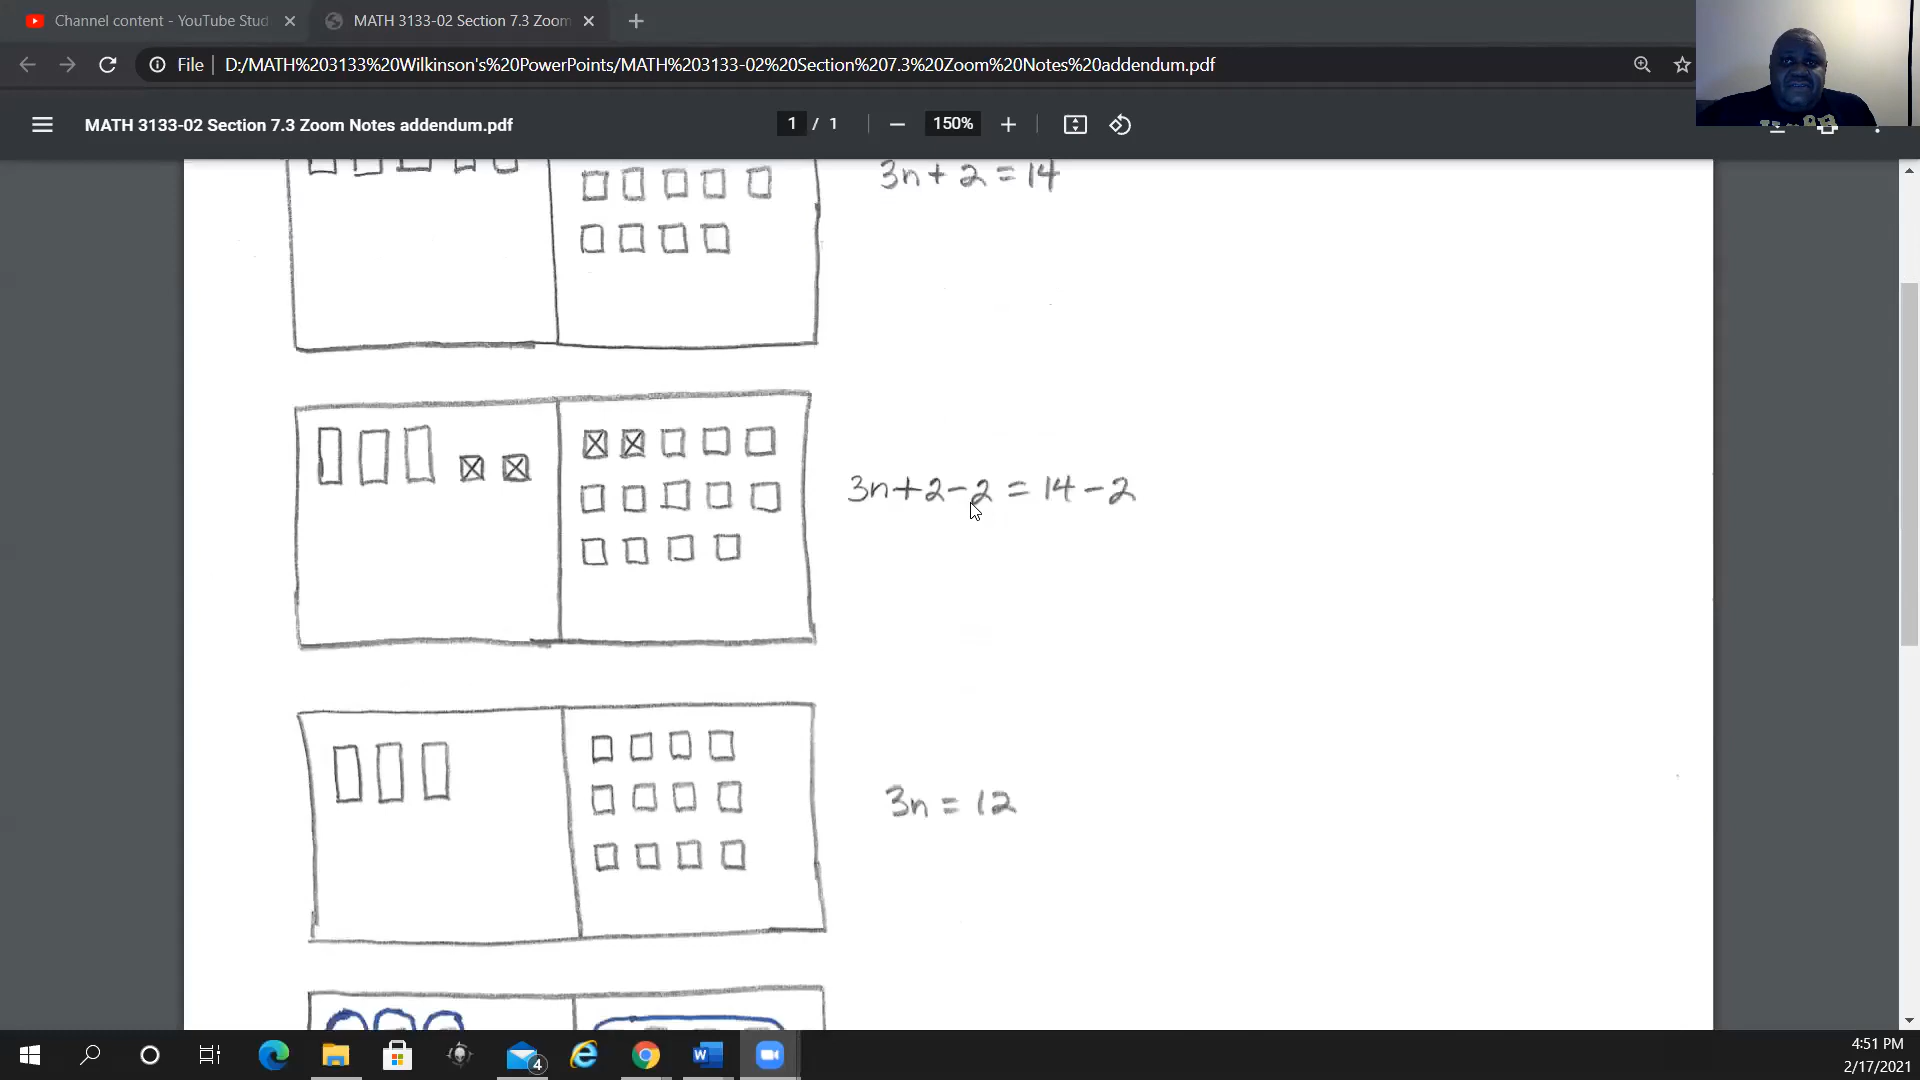 Channel content - YouTube Stud
MATH 3133-02 Section 7.3 Zoom
File
D:/MATH%203133%20Wilkinson's%20PowerPoints/MATH%203133-02%20Section%207.3%20Zoom%20Notes%20addendum.pdf
MATH 3133-02 Section 7.3 Zoom Notes addendum.pdf
1 / 1
150%
3n + 2 = 14
3n + 2 - 2 = 14 - 2
3n = 12
4
4:51 PM
2/17/2021